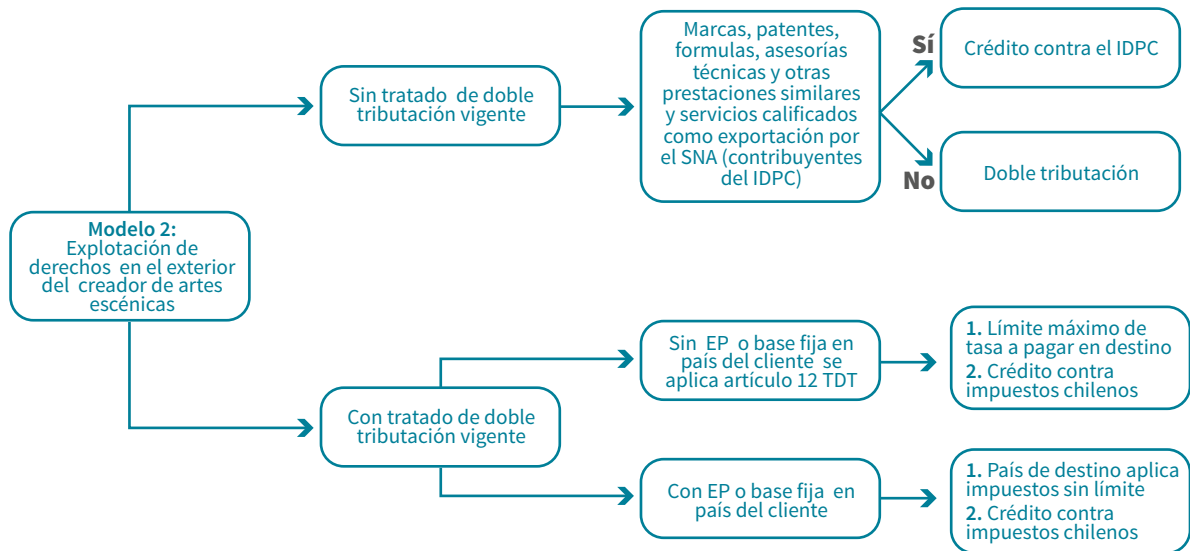 Modelo 2:
Explotación de
derechos en el exterior
del creador de artes
escénicas
Sin tratado de doble
tributación vigente
Marcas, patentes,
formulas, asesorías
técnicas y otras
prestaciones similares
y servicios calificados
como exportación por
el SNA (contribuyentes
del IDPC)
Sí
Crédito contra el IDPC
No
Doble tributación
Con tratado de doble
tributación vigente
Sin EP o base fija en
país del cliente se
aplica artículo 12 TDT
1. Límite máximo de
tasa a pagar en destino
2. Crédito contra
impuestos chilenos
Con EP o base fija en
país del cliente
1. País de destino aplica
impuestos sin límite
2. Crédito contra
impuestos chilenos